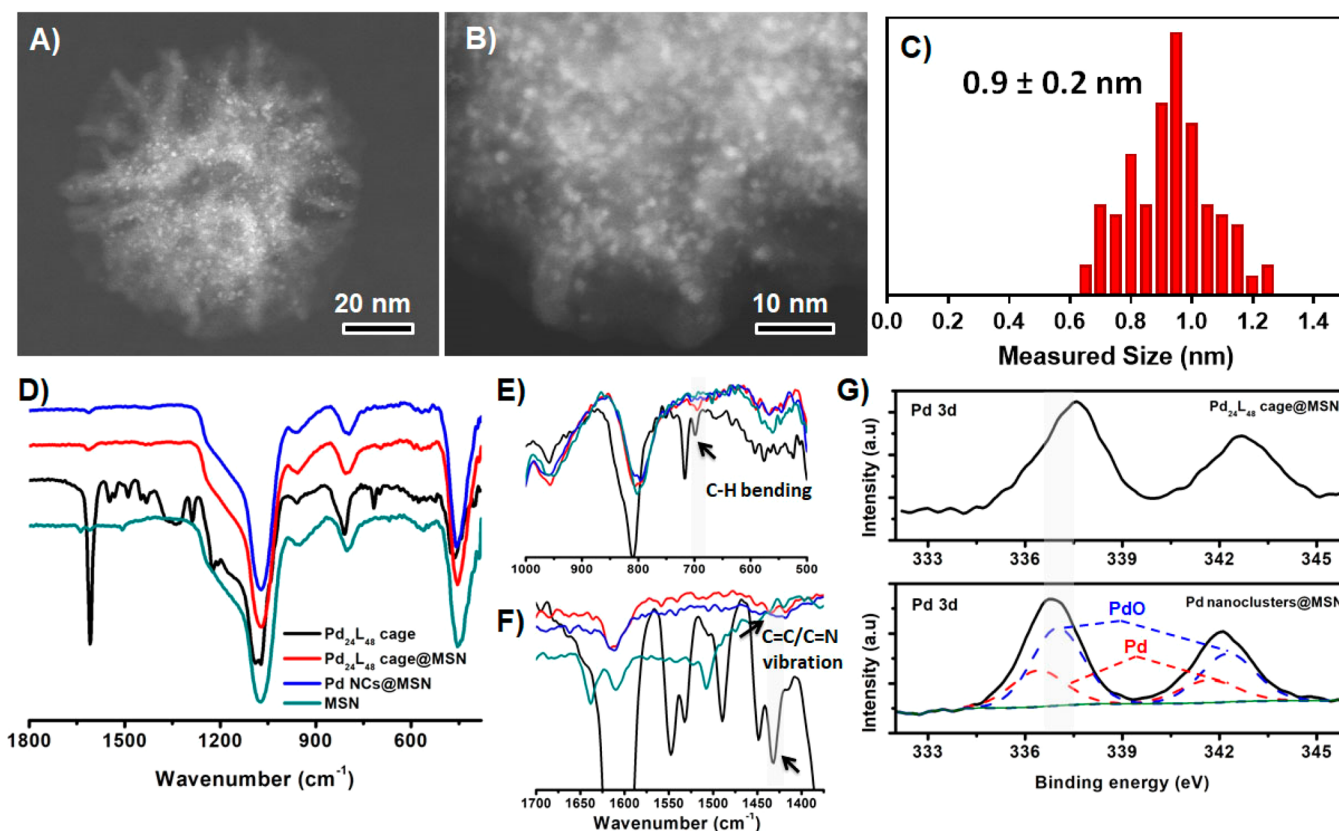 A)
20 nm
B)
10 nm
C)
0.9 ± 0.2 nm
0.0 0.2 0.4 0.6 0.8 1.0 1.2 1.4
Measured Size (nm)
D)
Pd24L48 cage
Pd24L48 cage@MSN
Pd NCs@MSN
MSN
1800 1500 1200 900 600
Wavenumber (cm-1)
E)
C-H bending
1000 900 800 700 600 500
F)
C=C/C=N
vibration
1700 1650 1600 1550 1500 1450 1400
Wavenumber (cm-1)
G)
Intensity (a.u)
Pd 3d
Pd24L48 cage@MSN
333 336 339 342 345
Intensity (a.u)
Pd 3d
Pd nanoclusters@MSN
PdO
Pd
333 336 339 342 345
Binding energy (eV)